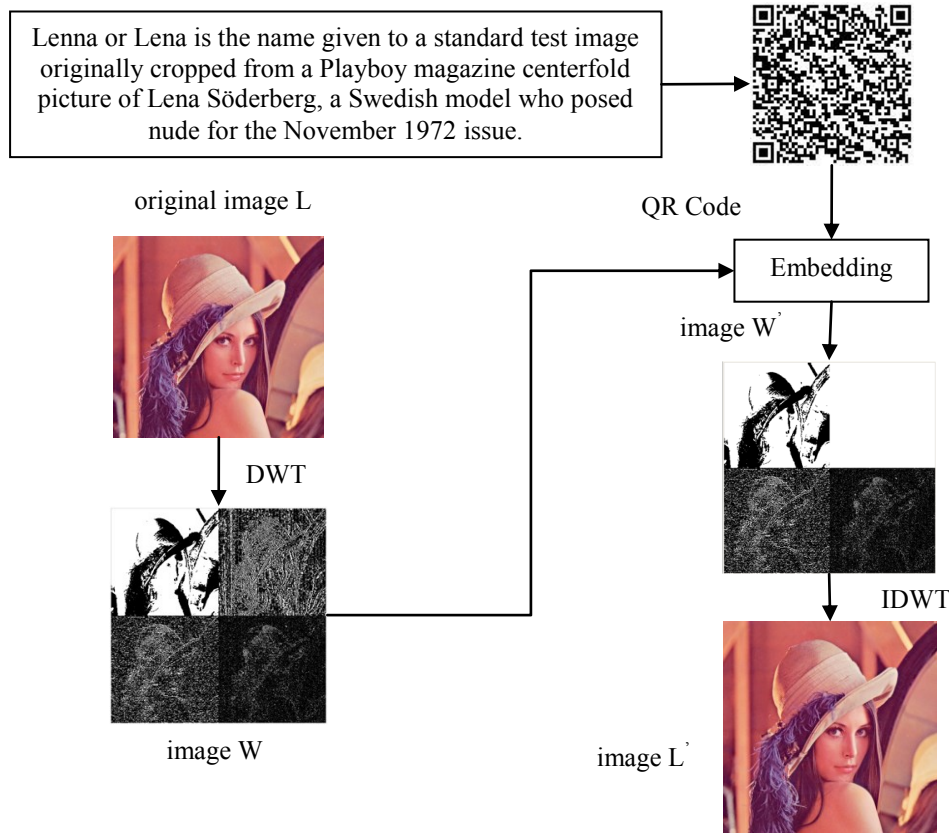 Lenna or Lena is the name given to a standard test image
originally cropped from a Playboy magazine centerfold
picture of Lena Söderberg, a Swedish model who posed
nude for the November 1972 issue.
original image L
QR Code
Embedding
image W’
DWT
IDWT
image W
image L’